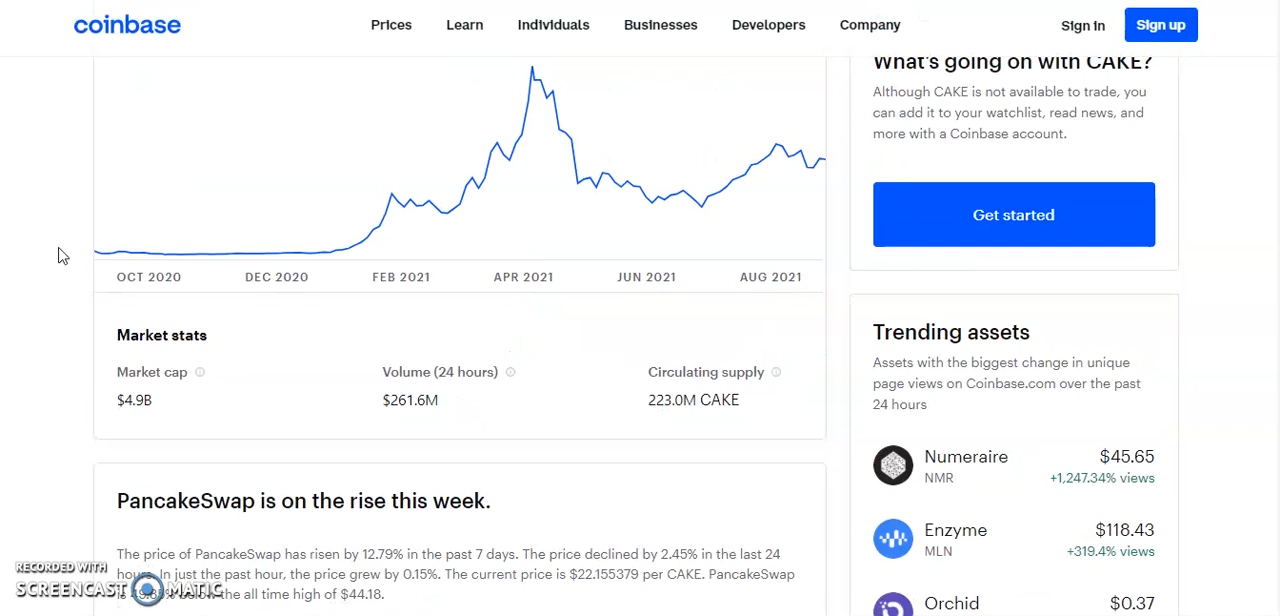 coinbase
Prices Learn Individuals Businesses Developers Company Sign in Sign up
What's going on with CAKE?
Although CAKE is not available to trade, you
can add it to your watchlist, read news, and
more with a Coinbase account.
Get started
OCT 2020 DEC 2020 FEB 2021 APR 2021 JUN 2021 AUG 2021
Market stats
Market cap Volume (24 hours) Circulating supply
$4.9B $261.6M 223.0M CAKE
Trending assets
Assets with the biggest change in unique
page views on Coinbase.com over the past
24 hours
Numeraire $45.65
NMR +1,247.34% views
Enzyme $118.43
MLN +319.4% views
Orchid $0.37
PancakeSwap is on the rise this week.
The price of PancakeSwap has risen by 12.79% in the past 7 days. The price declined by 2.45% in the last 24
hours. In just the past hour, the price grew by 0.15%. The current price is $22.155379 per CAKE. PancakeSwap
is the all time high of $44.18.
RECORDED WITH
SCREENCAST MATIC